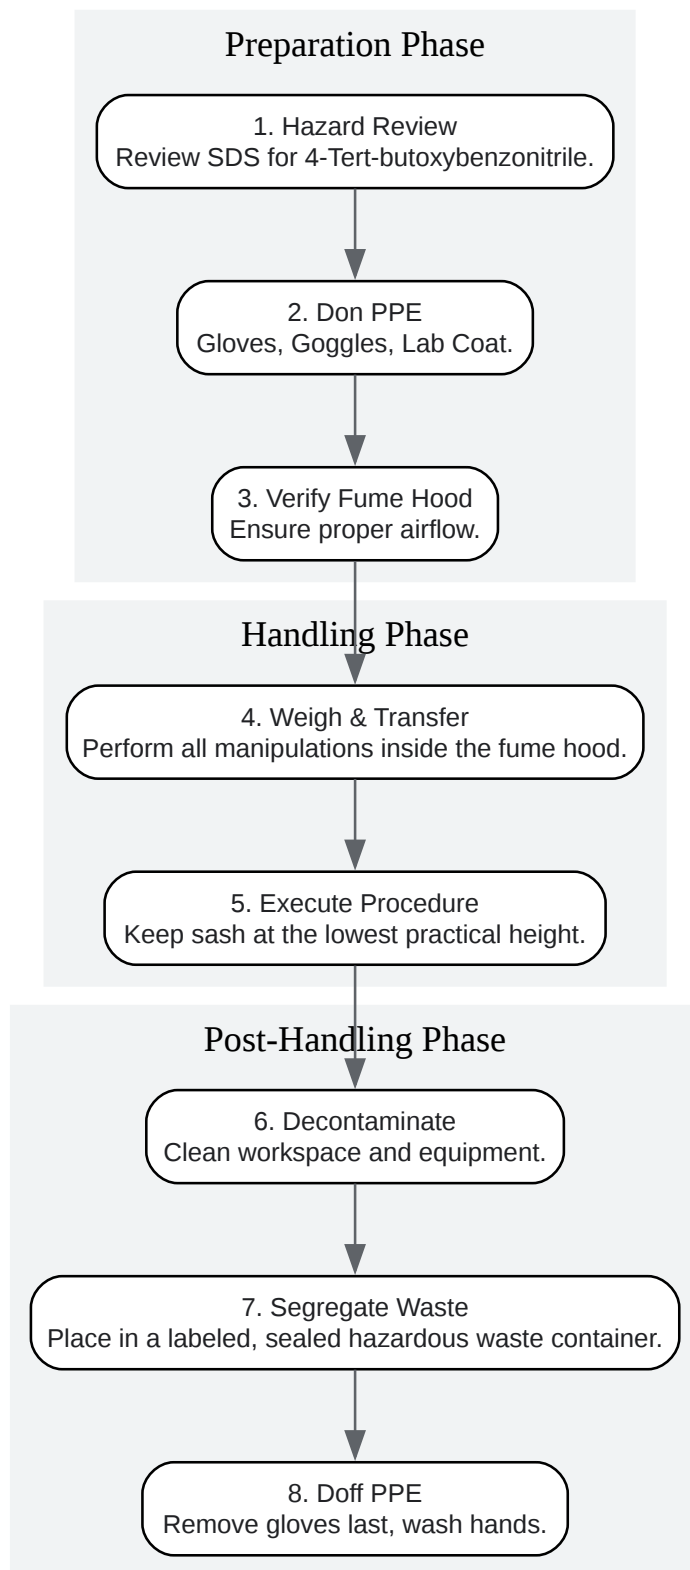 Preparation Phase
1. Hazard Review
Review SDS for 4-Tert-butoxybenzonitrile.
2. Don PPE
Gloves, Goggles, Lab Coat.
3. Verify Fume Hood
Ensure proper airflow.
Handling Phase
4. Weigh & Transfer
Perform all manipulations inside the fume hood.
5. Execute Procedure
Keep sash at the lowest practical height.
Post-Handling Phase
6. Decontaminate
Clean workspace and equipment.
7. Segregate Waste
Place in a labeled, sealed hazardous waste container.
8. Doff PPE
Remove gloves last, wash hands.